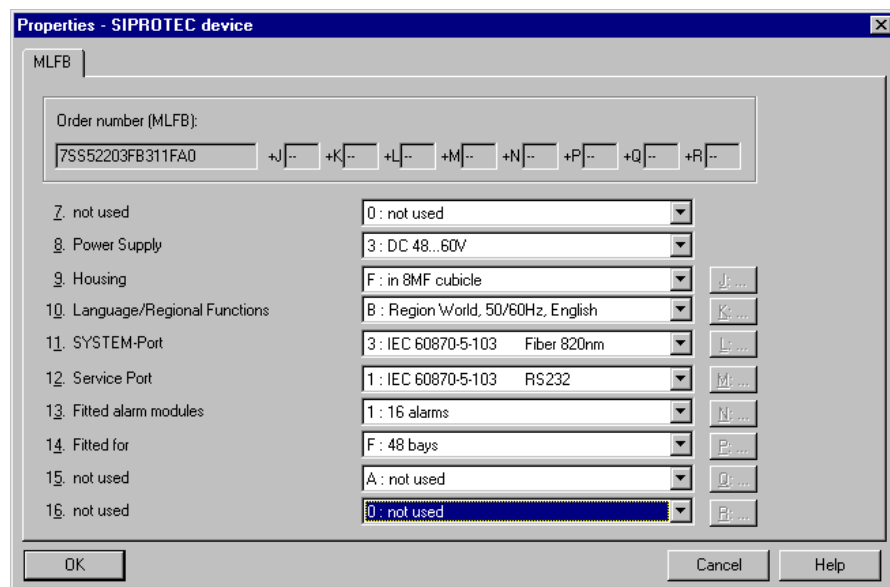 Properties - SIPROTEC device
MLFB
Order number (MLFB):
7SS52203FB311FA0 +J -- +K -- +L -- +M -- +N -- +P -- +Q -- +R --
7. not used 0 : not used
8. Power Supply 3 : DC 48...60V
9. Housing F : in 8MF cubicle J: ...
10. Language/Regional Functions B : Region World, 50/60Hz, English K: ...
11. SYSTEM-Port 3 : IEC 60870-5-103 Fiber 820nm L: ...
12. Service Port 1 : IEC 60870-5-103 RS232 M: ...
13. Fitted alarm modules 1 : 16 alarms N: ...
14. Fitted for F : 48 bays P: ...
15. not used A : not used Q: ...
16. not used 0 : not used R: ...
OK Cancel Help